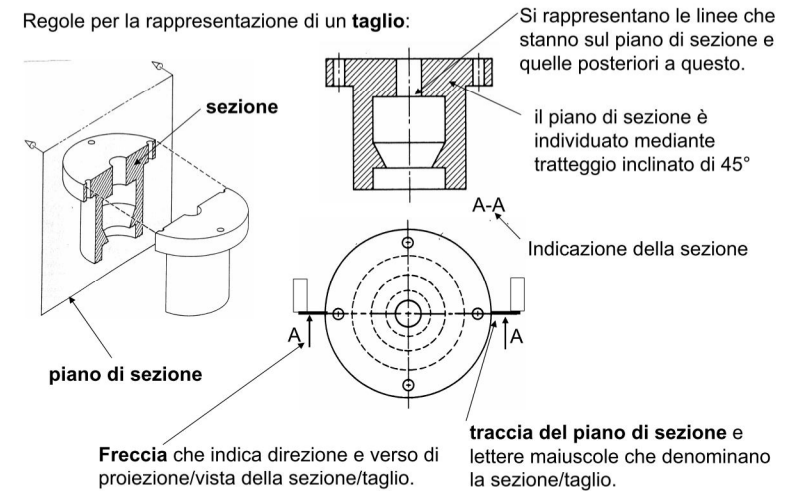 Regole per la rappresentazione di un taglio:
Si rappresentano le linee che
stanno sul piano di sezione e
quelle posteriori a questo.
sezione
il piano di sezione è
individuato mediante
tratteggio inclinato di 45°
A-A
Indicazione della sezione
A
A
piano di sezione
Freccia che indica direzione e verso di
proiezione/vista della sezione/taglio.
traccia del piano di sezione e
lettere maiuscole che denominano
la sezione/taglio.